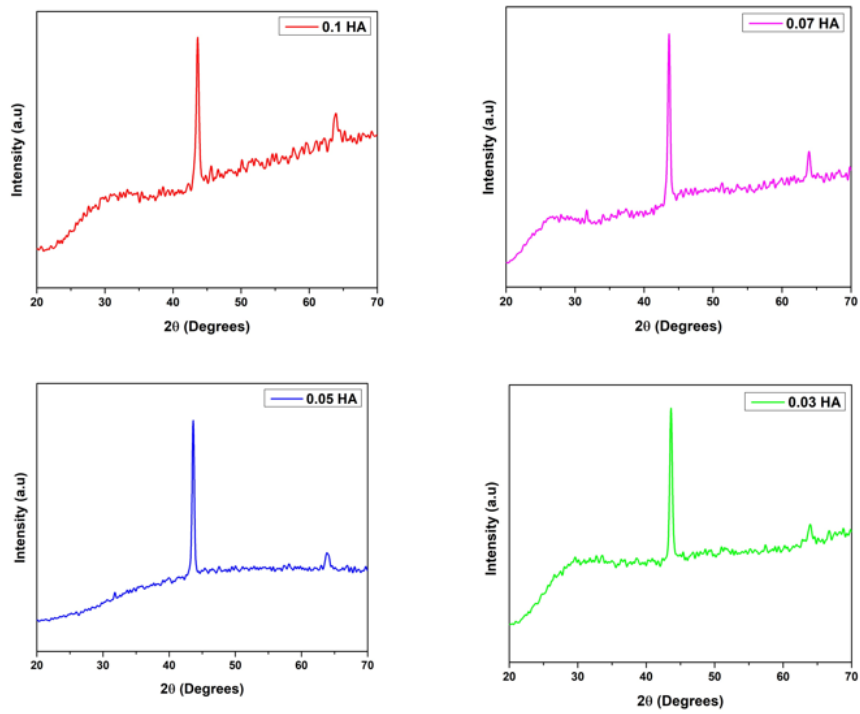 0.1 HA
Intensity (a.u)
20 30 40 50 60 70
2θ (Degrees)
0.07 HA
Intensity (a.u)
20 30 40 50 60 70
2θ (Degrees)
0.05 HA
Intensity (a.u)
20 30 40 50 60 70
2θ (Degrees)
0.03 HA
Intensity (a.u)
20 30 40 50 60 70
2θ (Degrees)